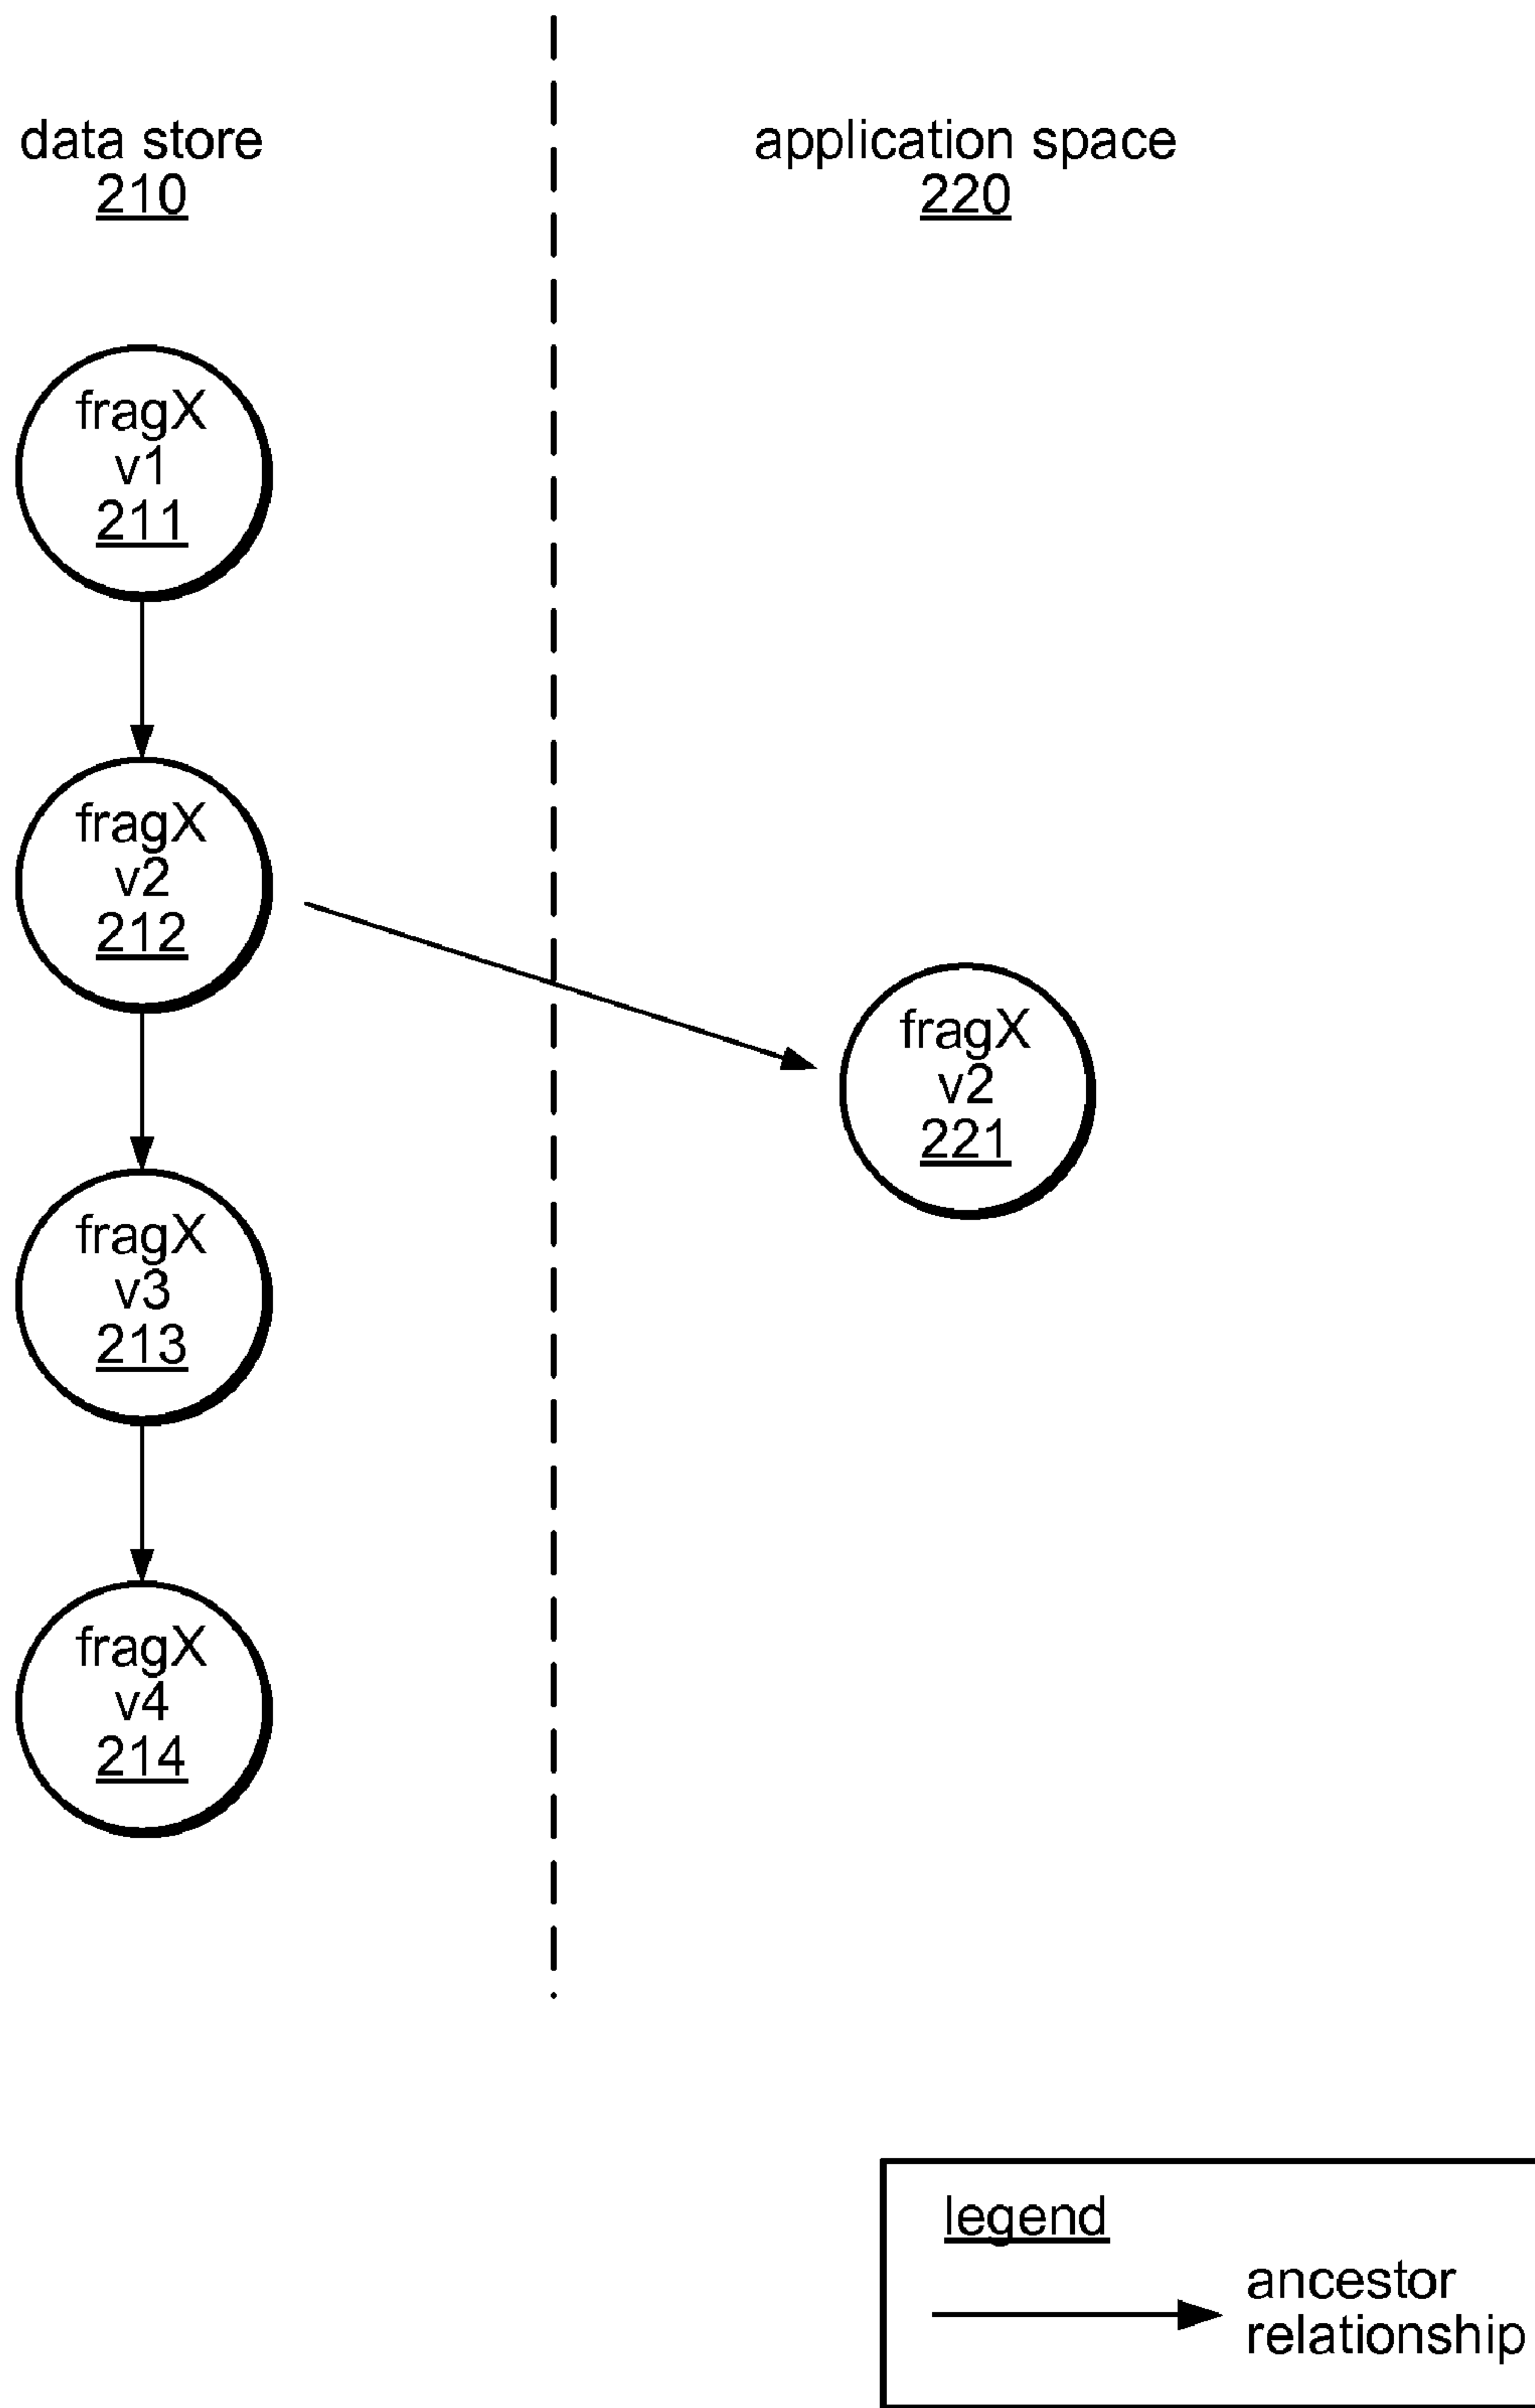 data store
210
application space
220
fragX
v1
211
fragX
v2
212
fragX
v2
221
fragX
v3
213
fragX
v4
214
legend
ancestor
relationship